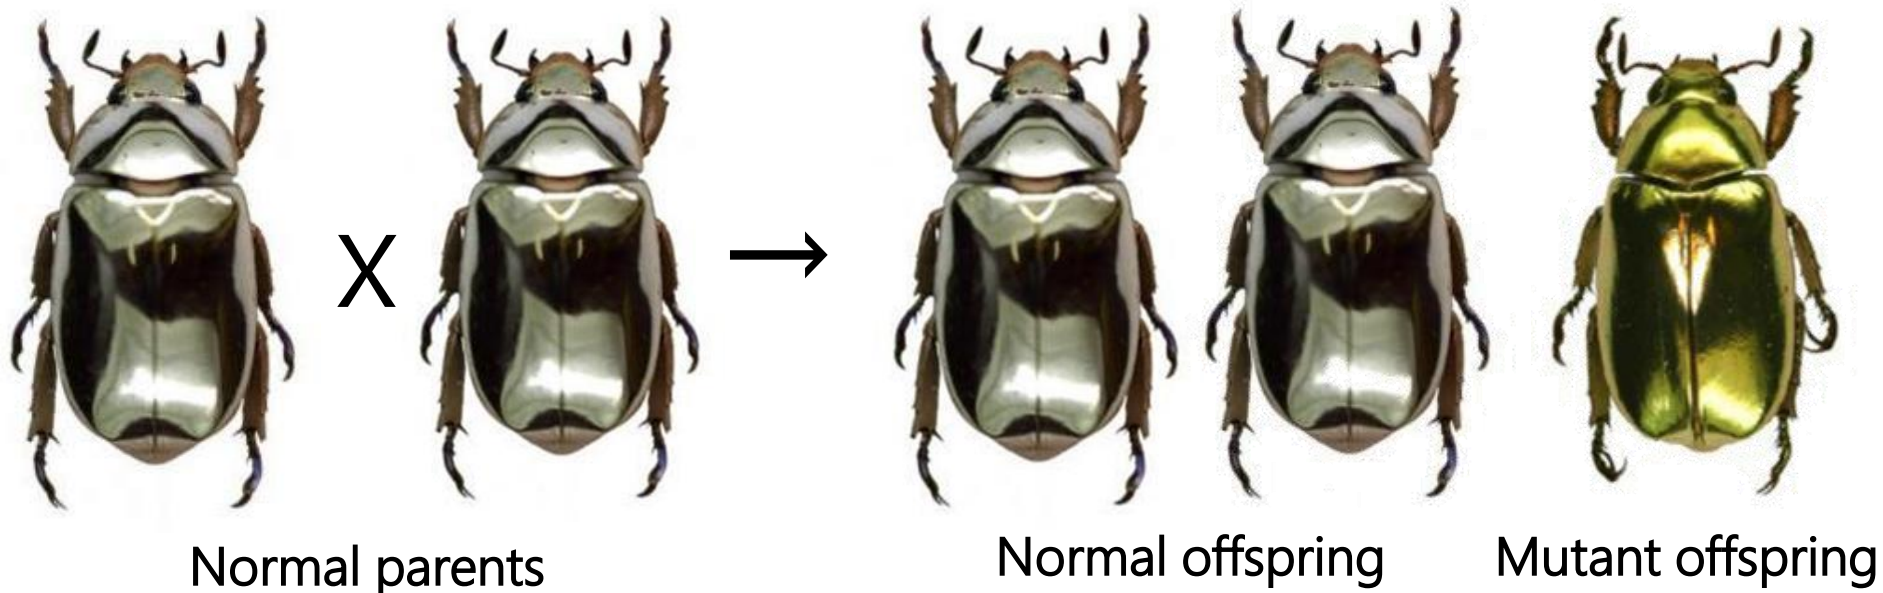 X
Normal parents
Normal offspring
Mutant offspring